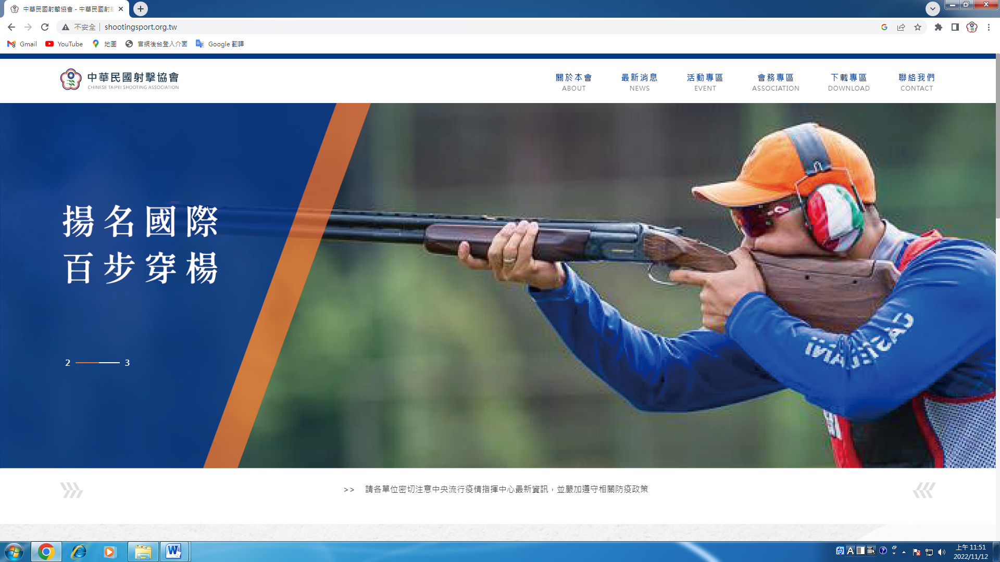 中華民國射擊協會 - 中華民國射擊
不安全
shootingsport.org.tw
Gmail
YouTube
地圖
官網後台登入介面
Google 翻譯
中華民國射擊協會
CHINESE TAIPEI SHOOTING ASSOCIATION
關於本會
ABOUT
最新消息
NEWS
活動專區
EVENT
會務專區
ASSOCIATION
下載專區
DOWNLOAD
聯絡我們
CONTACT
揚名國際
百步穿楊
2
3
>> 請各單位密切注意中央流行疫情指揮中心最新資訊，並嚴加遵守相關防疫政策
上午 11:51
2022/11/12